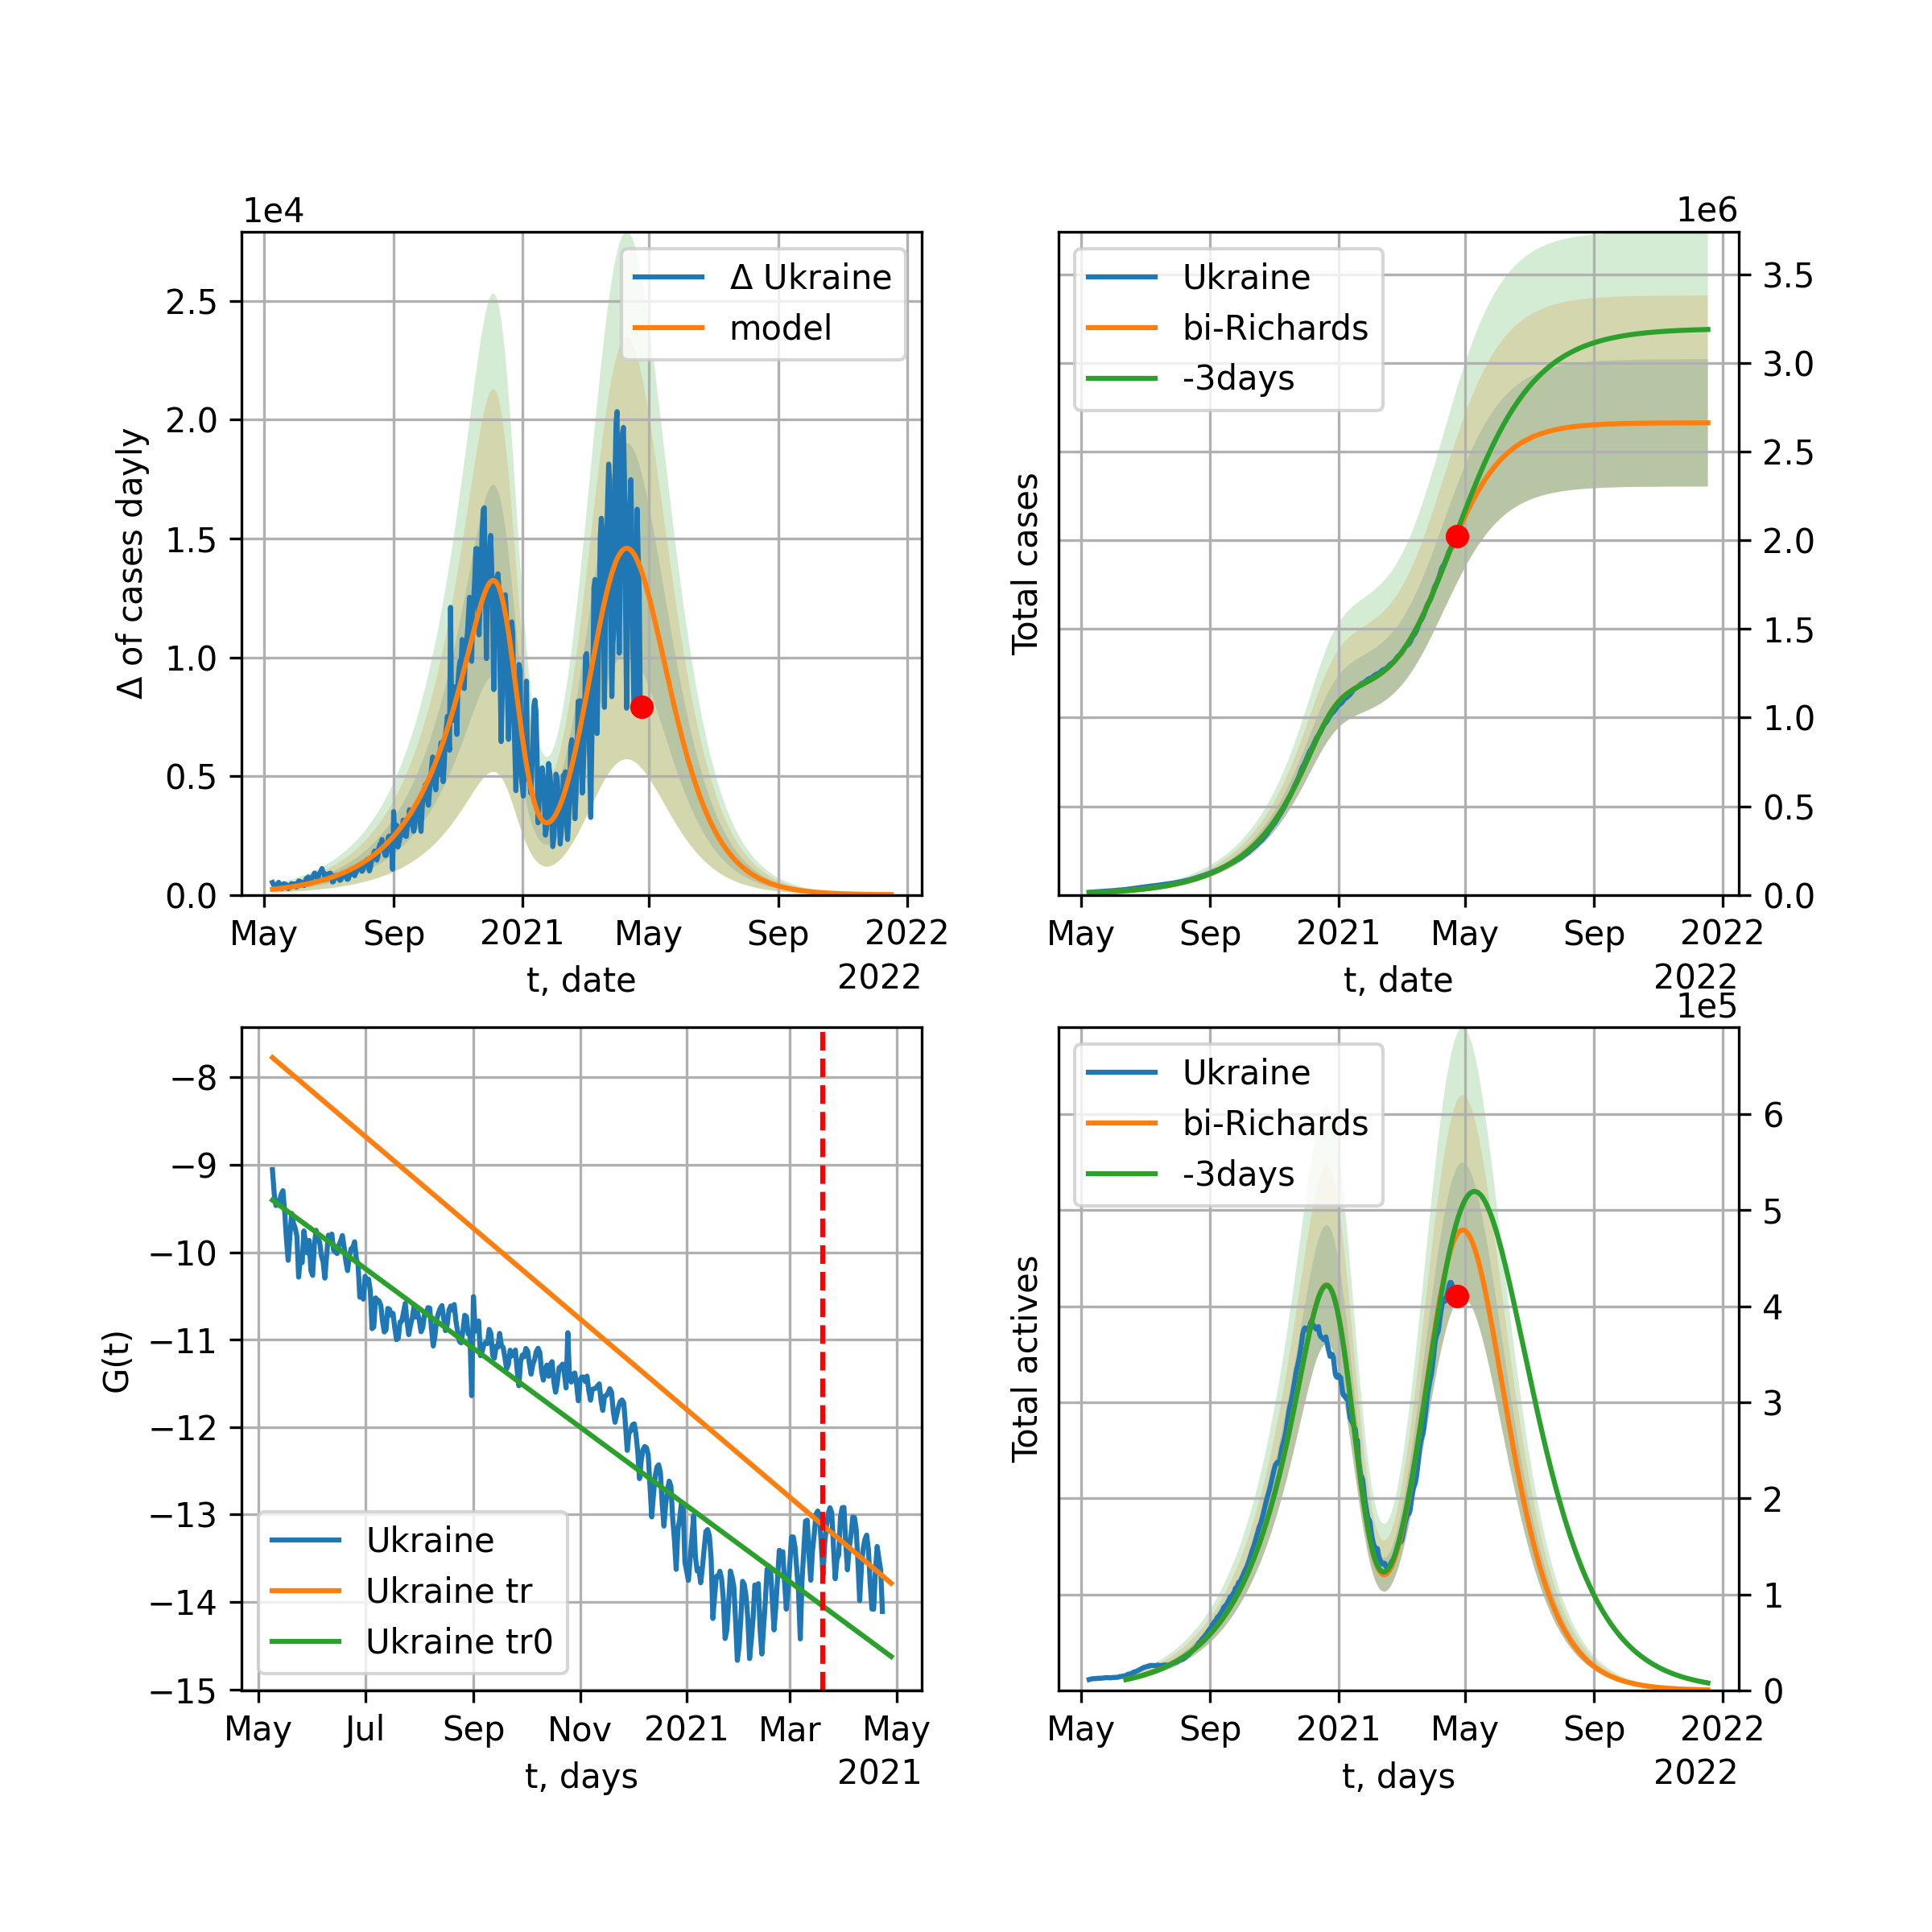 1e4
2.5
2.0
1.5
1.0
0.5
0.0
Δ of cases dayly
Δ Ukraine
model
May Sep 2021 May Sep 2022
t, date
2022
1e6
3.5
3.0
2.5
2.0
1.5
1.0
0.5
0.0
Total cases
Ukraine
bi-Richards
-3days
May Sep 2021 May Sep 2022
t, date
2022
−8
−9
−10
−11
−12
−13
−14
−15
G(t)
Ukraine
Ukraine tr
Ukraine tr0
May Jul Sep Nov 2021 Mar May
t, days
2021
1e5
6
5
4
3
2
1
0
Total actives
Ukraine
bi-Richards
-3days
May Sep 2021 May Sep 2022
t, days
2022